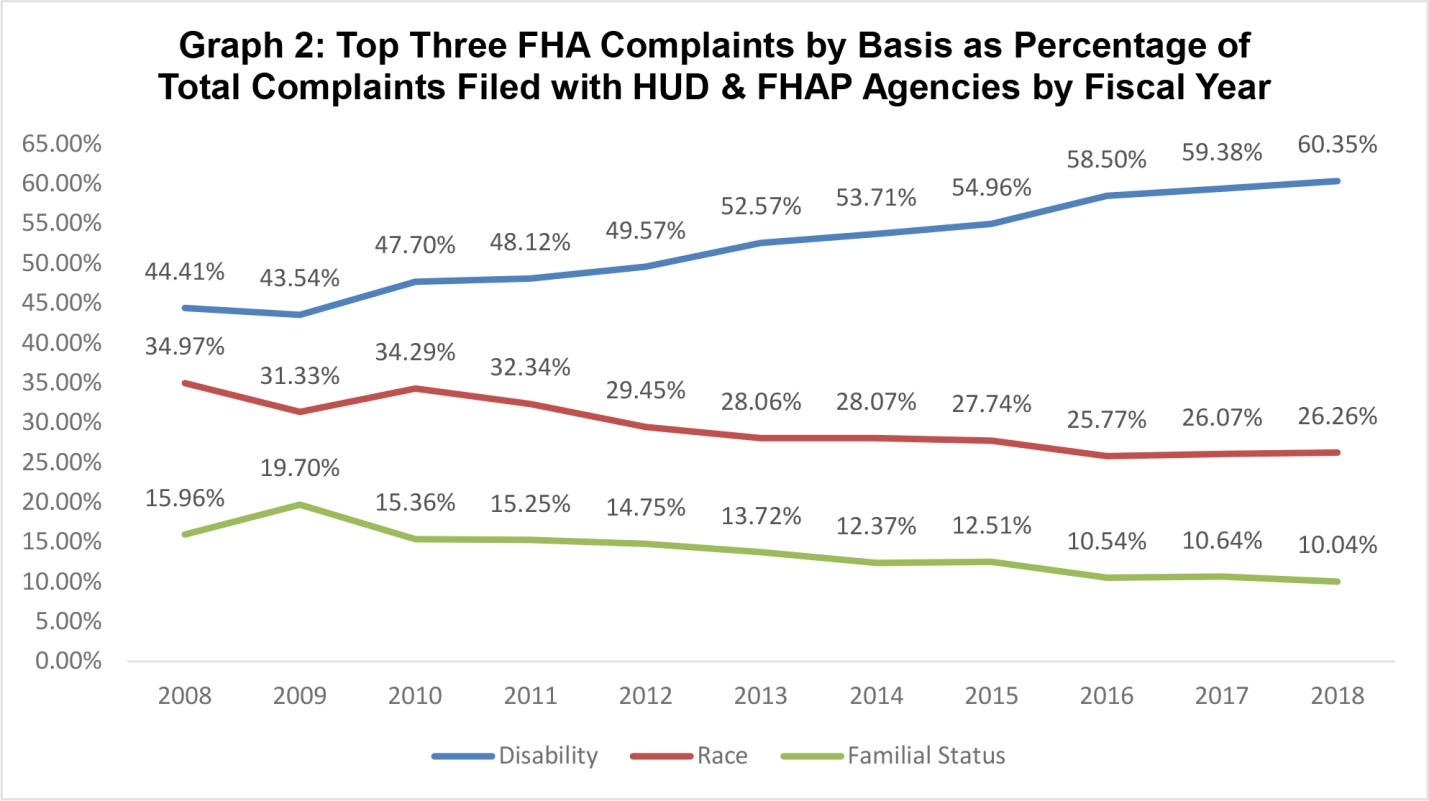 Graph 2: Top Three FHA Complaints by Basis as Percentage of
Total Complaints Filed with HUD & FHAP Agencies by Fiscal Year
65.00%
60.00%
55.00%
50.00%
45.00%
40.00%
35.00%
30.00%
25.00%
20.00%
15.00%
10.00%
5.00%
0.00%
44.41% 43.54% 47.70% 48.12% 49.57% 52.57% 53.71% 54.96% 58.50% 59.38% 60.35%
34.97% 31.33% 34.29% 32.34% 29.45% 28.06% 28.07% 27.74% 25.77% 26.07% 26.26%
15.96% 19.70% 15.36% 15.25% 14.75% 13.72% 12.37% 12.51% 10.54% 10.64% 10.04%
2008 2009 2010 2011 2012 2013 2014 2015 2016 2017 2018
Disability Race Familial Status